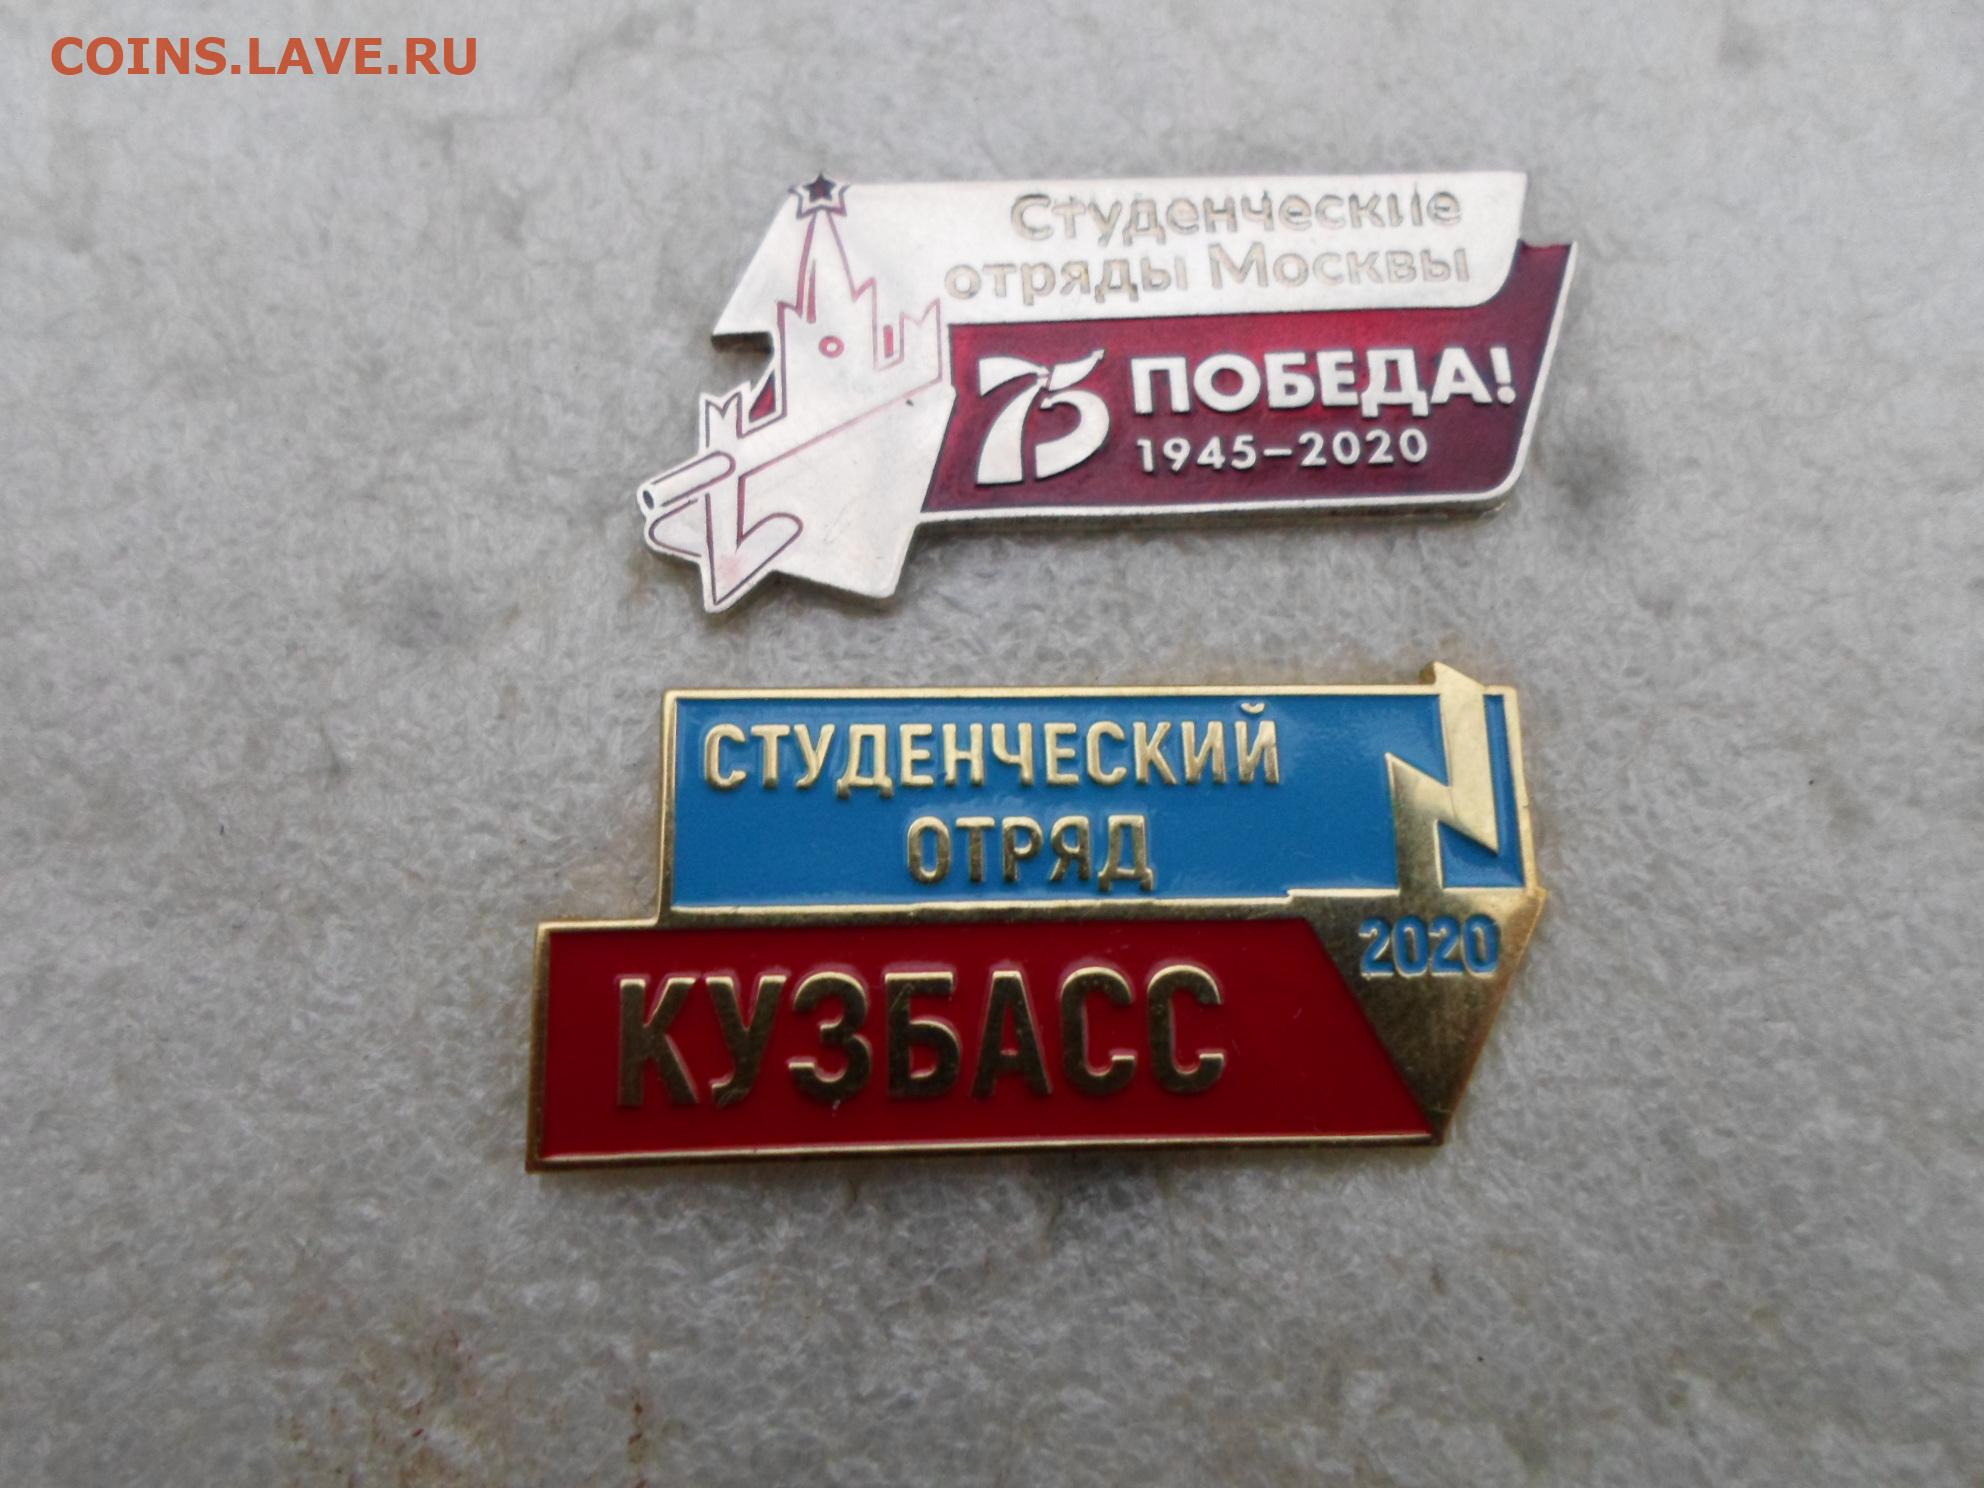 COINS.LAVE.RU
Студенческие
отряды Москвы
75 ПОБЕДА!
1945–2020
СТУДЕНЧЕСКИЙ
ОТРЯД
2020
КУЗБАСС